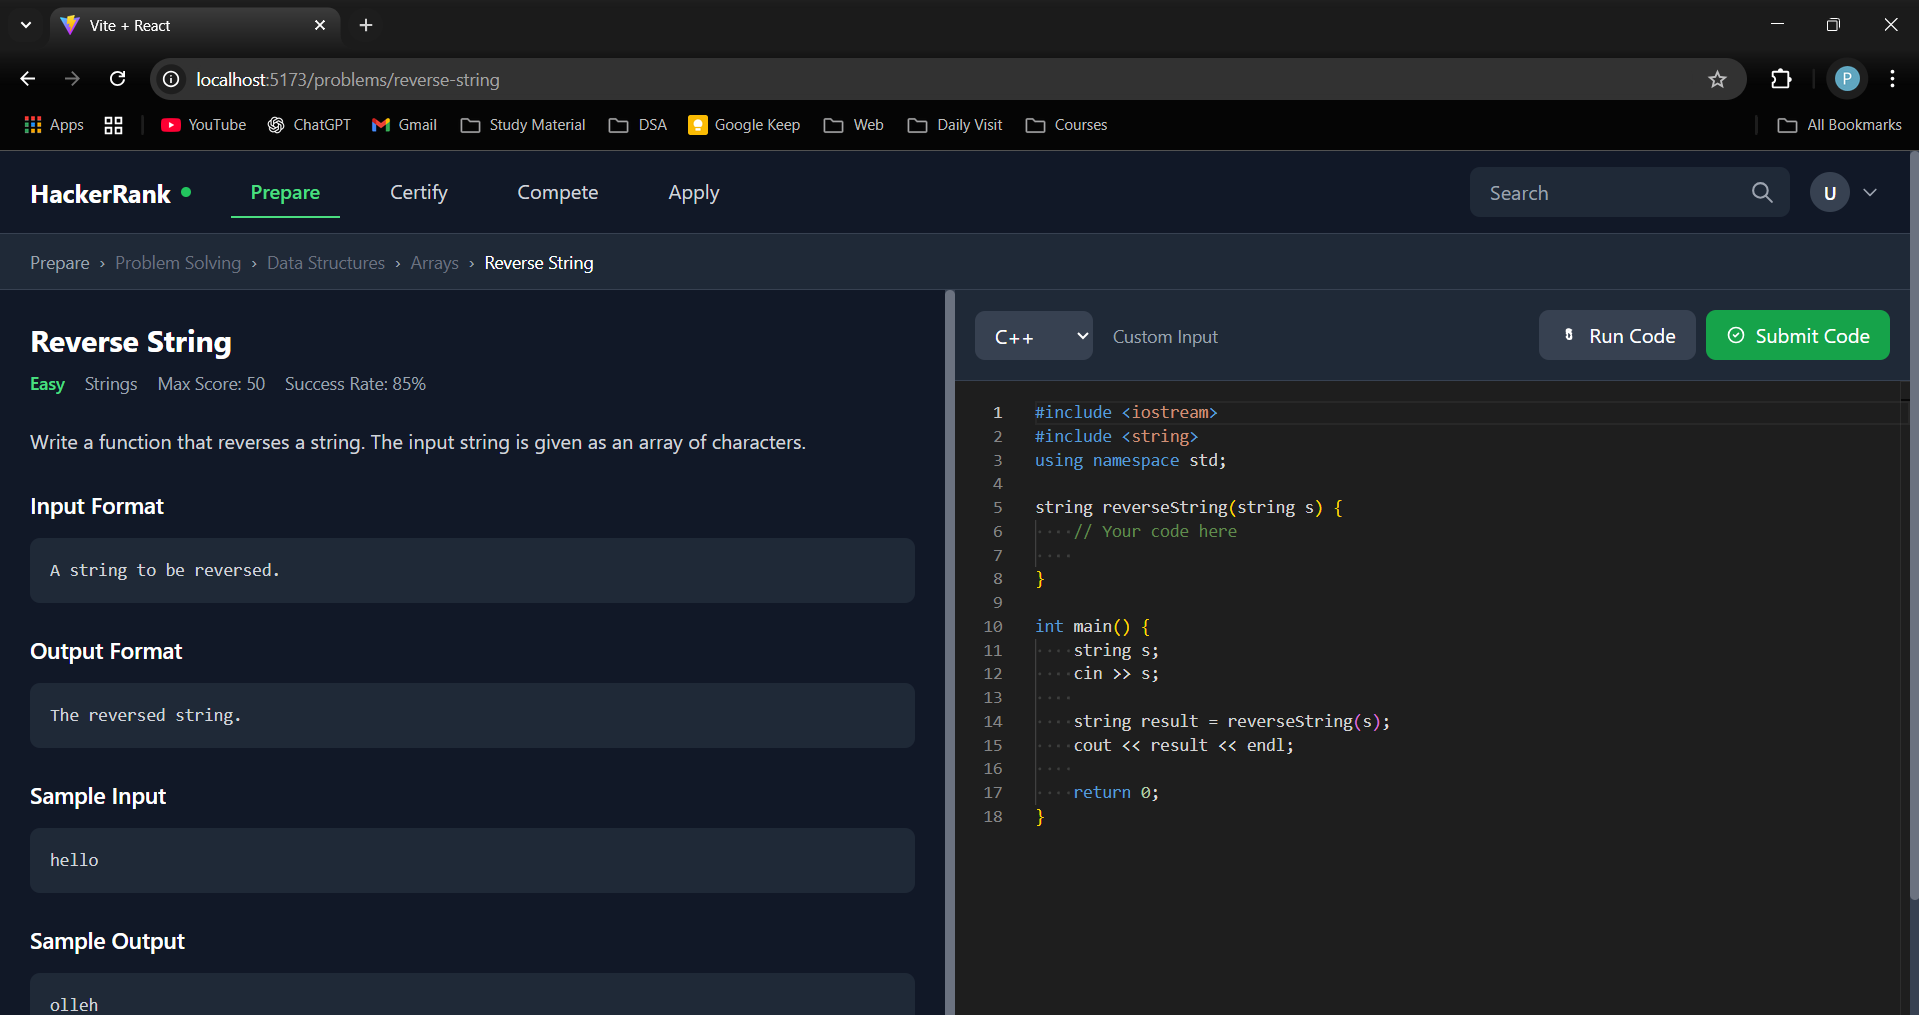 Vite + React
localhost:5173/problems/reverse-string
P
Apps YouTube ChatGPT Gmail Study Material DSA Google Keep Web Daily Visit Courses All Bookmarks
HackerRank Prepare Certify Compete Apply Search U
Prepare › Problem Solving › Data Structures › Arrays › Reverse String
Reverse String
Easy Strings Max Score: 50 Success Rate: 85%
Write a function that reverses a string. The input string is given as an array of characters.
Input Format
A string to be reversed.
Output Format
The reversed string.
Sample Input
hello
Sample Output
olleh
C++ Custom Input Run Code Submit Code
1 #include <iostream>
2 #include <string>
3 using namespace std;
4
5 string reverseString(string s) {
6 // Your code here
7
8 }
9
10 int main() {
11 string s;
12 cin >> s;
13
14 string result = reverseString(s);
15 cout << result << endl;
16
17 return 0;
18 }